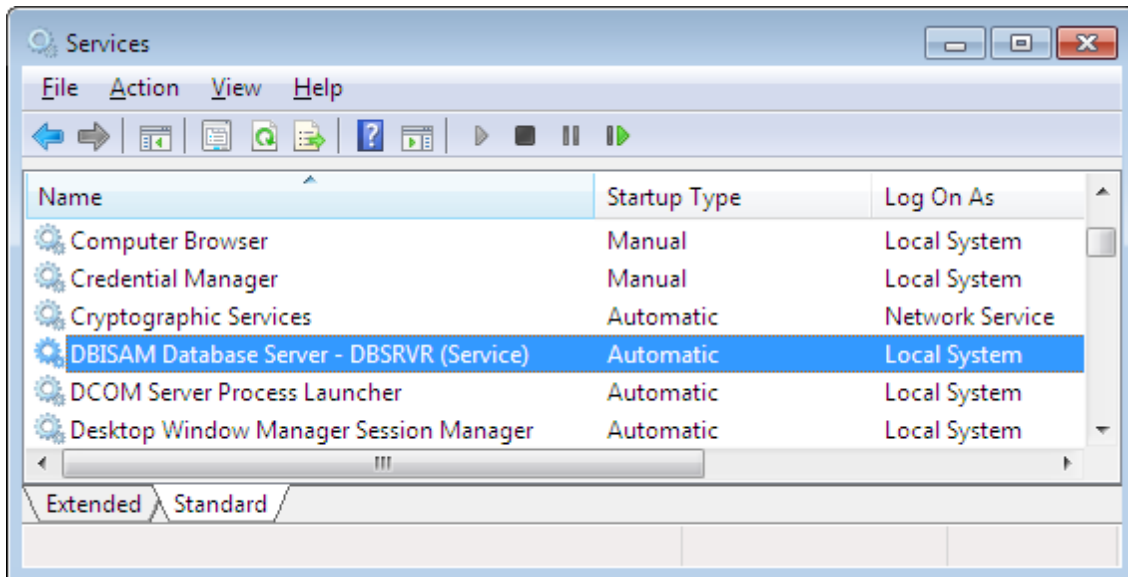 Services
File Action View Help
Name Startup Type Log On As
Computer Browser Manual Local System
Credential Manager Manual Local System
Cryptographic Services Automatic Network Service
DBISAM Database Server - DBSRVR (Service) Automatic Local System
DCOM Server Process Launcher Automatic Local System
Desktop Window Manager Session Manager Automatic Local System
Extended Standard